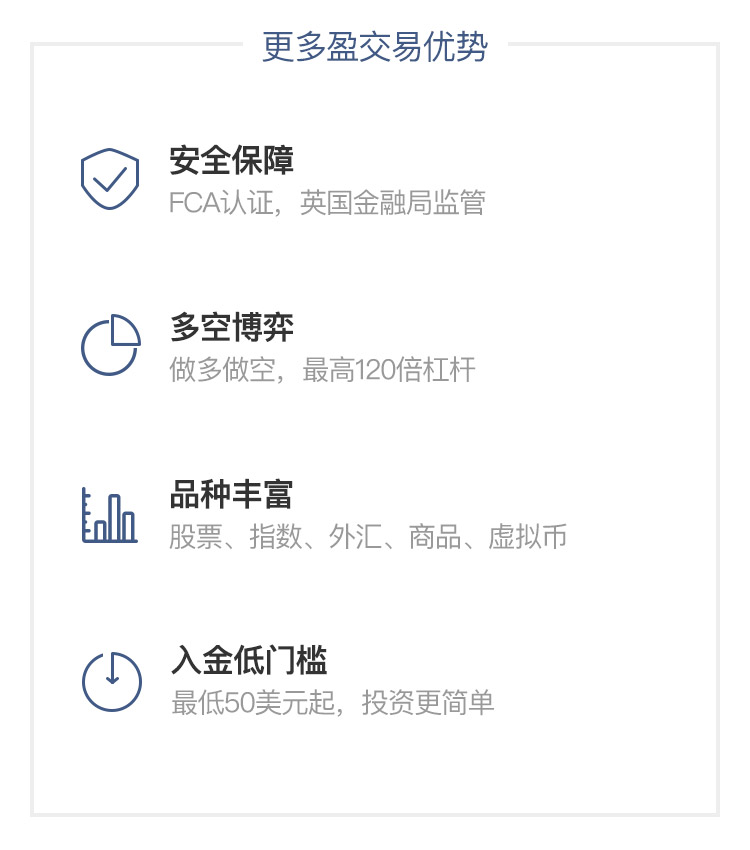 更多盈交易优势
安全保障
FCA认证，英国金融局监管
多空博弈
做多做空，最高120倍杠杆
品种丰富
股票、指数、外汇、商品、虚拟币
入金低门槛
最低50美元起，投资更简单